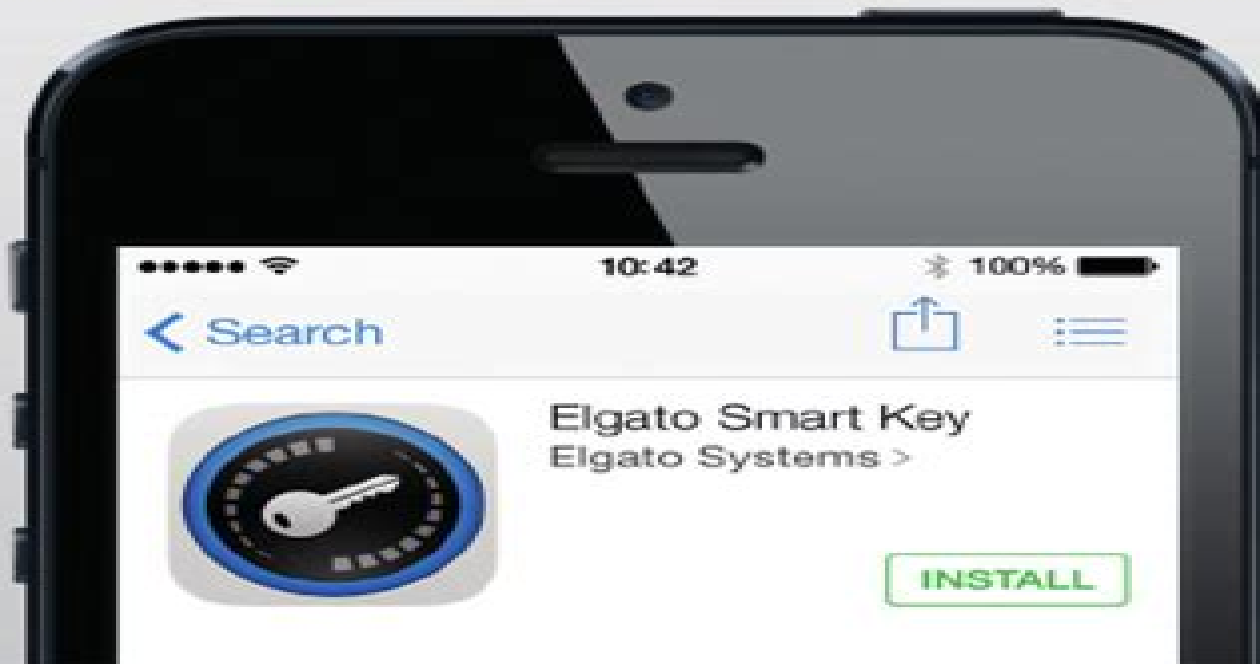 10:42
100%
Search
Elgato Smart Key
Elgato Systems >
INSTALL